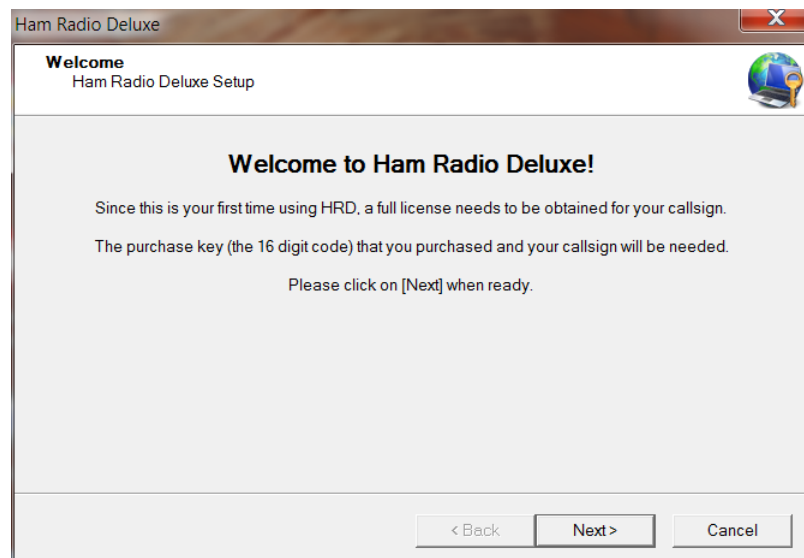 Ham Radio Deluxe
Welcome
Ham Radio Deluxe Setup
Welcome to Ham Radio Deluxe!
Since this is your first time using HRD, a full license needs to be obtained for your callsign.
The purchase key (the 16 digit code) that you purchased and your callsign will be needed.
Please click on [Next] when ready.
< Back Next > Cancel